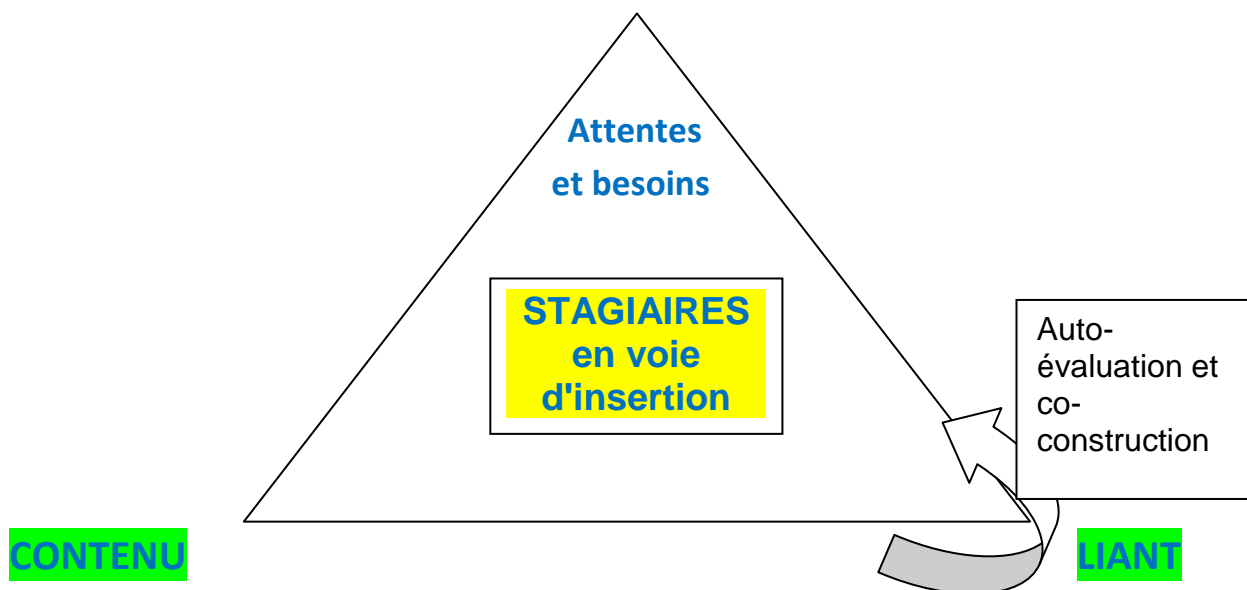 Attentes
et besoins
STAGIAIRES
en voie
d'insertion
Auto-
évaluation et
co-
construction
CONTENU
LIANT